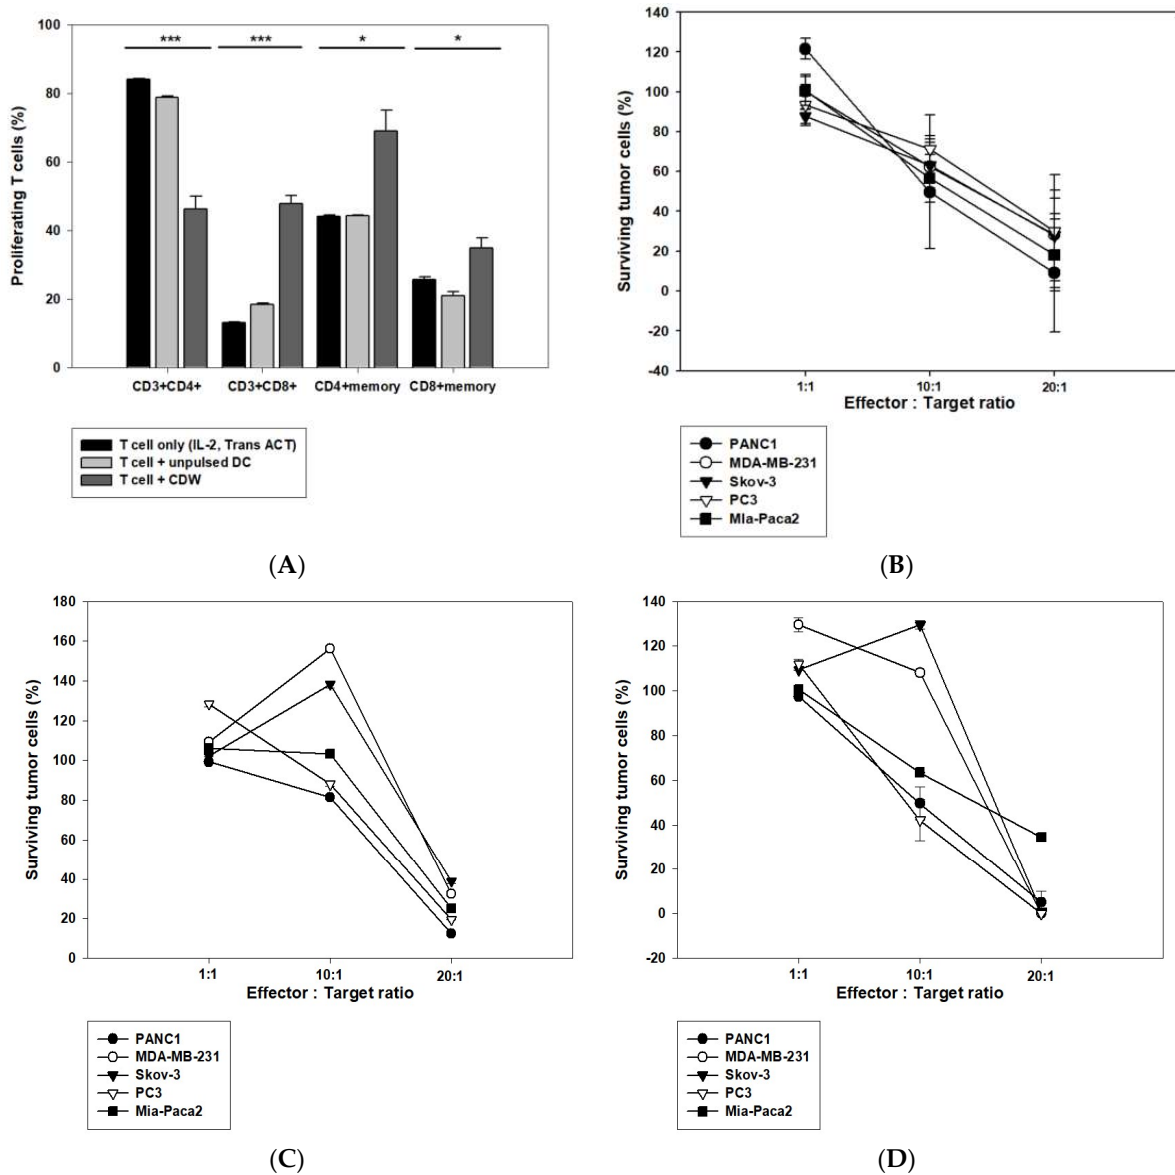 100
80
60
40
20
0
Proliferating T cells (%)
***
***
*
*
CD3+CD4+
CD3+CD8+
CD4+memory
CD8+memory
T cell only (IL-2, Trans ACT)
T cell + unpulsed DC
T cell + CDW
(A)
140
120
100
80
60
40
20
0
-20
-40
Surviving tumor cells (%)
1:1
10:1
20:1
Effector : Target ratio
PANC1
MDA-MB-231
Skov-3
PC3
MIa-Paca2
(B)
180
160
140
120
100
80
60
40
20
0
Surviving tumor cells (%)
1:1
10:1
20:1
Effector : Target ratio
PANC1
MDA-MB-231
Skov-3
PC3
Mia-Paca2
(C)
140
120
100
80
60
40
20
0
-20
Surviving tumor cells (%)
1:1
10:1
20:1
Effector : Target ratio
PANC1
MDA-MB-231
Skov-3
PC3
Mia-Paca2
(D)